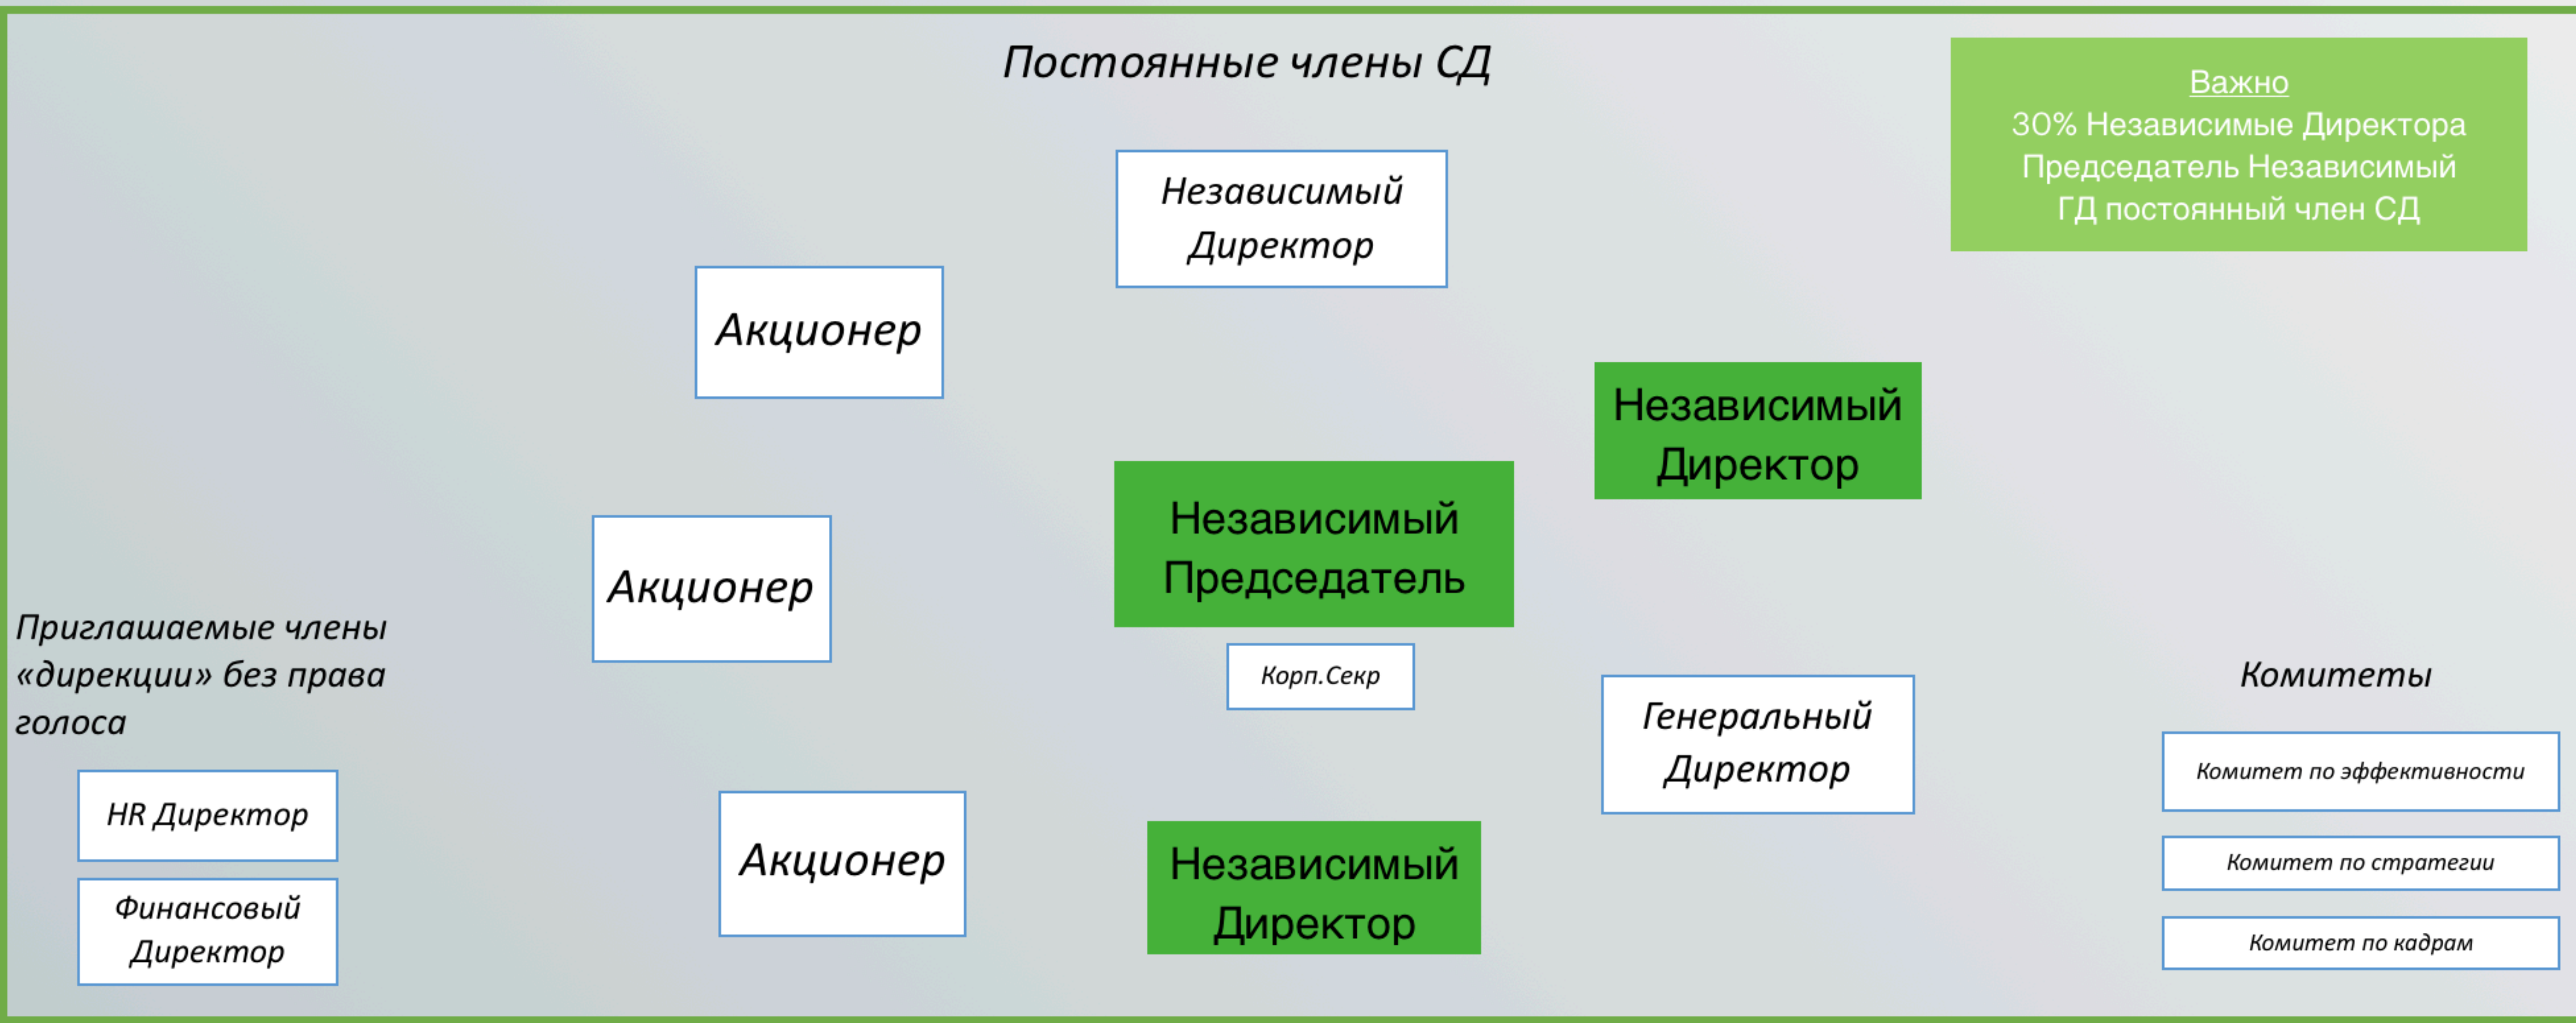 Постоянные члены СД
Важно
30% Независимые Директора
Председатель Независимый
ГД постоянный член СД
Независимый
Директор
Акционер
Независимый
Директор
Независимый
Председатель
Акционер
Корп.Секр
Генеральный
Директор
Акционер
Независимый
Директор
Приглашаемые члены
«дирекции» без права
голоса
HR Директор
Финансовый
Директор
Комитеты
Комитет по эффективности
Комитет по стратегии
Комитет по кадрам